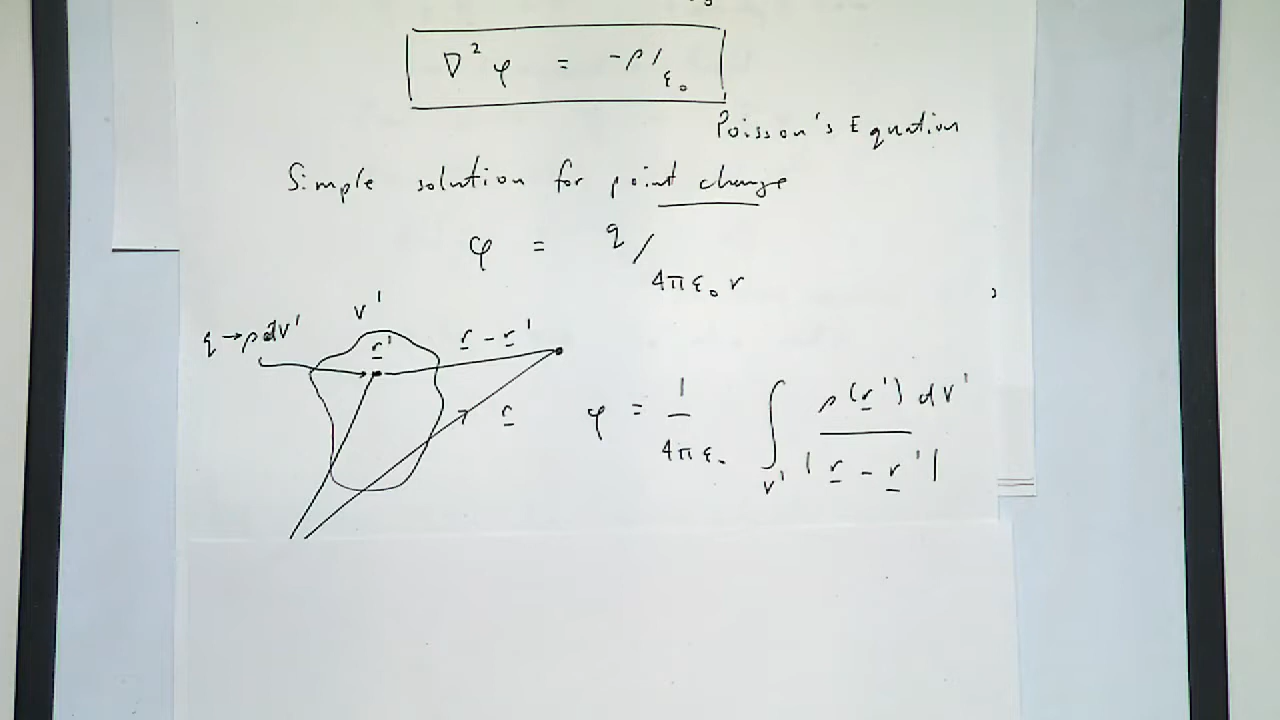 ∇²φ = -ρ/ε₀
Poisson's Equation
Simple solution for point charge
φ = q/4πε₀r
v'
q → ρdv'
r'
r - r'
r
φ = 1/4πε₀ ∫v' ρ(r')dv'/|r - r'|